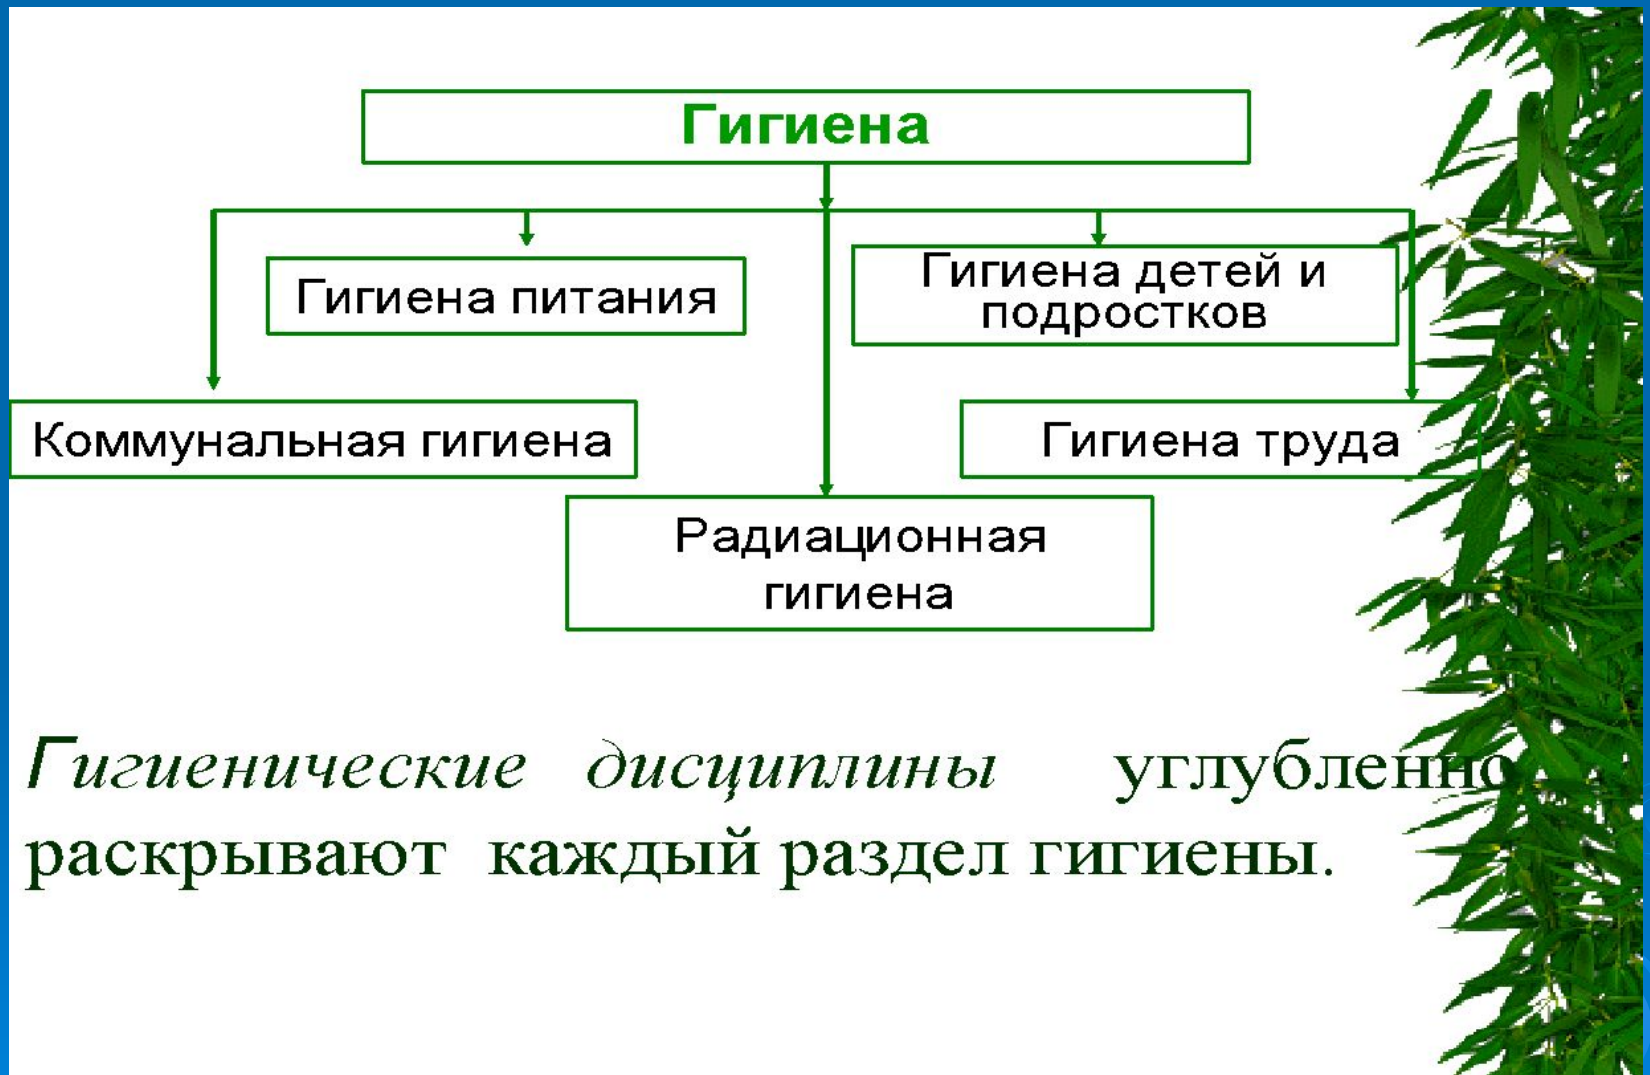 Гигиена
Гигиена питания
Гигиена детей и
подростков
Коммунальная гигиена
Гигиена труда
Радиационная
гигиена
Гигиенические дисциплины углубленно
раскрывают каждый раздел гигиены.